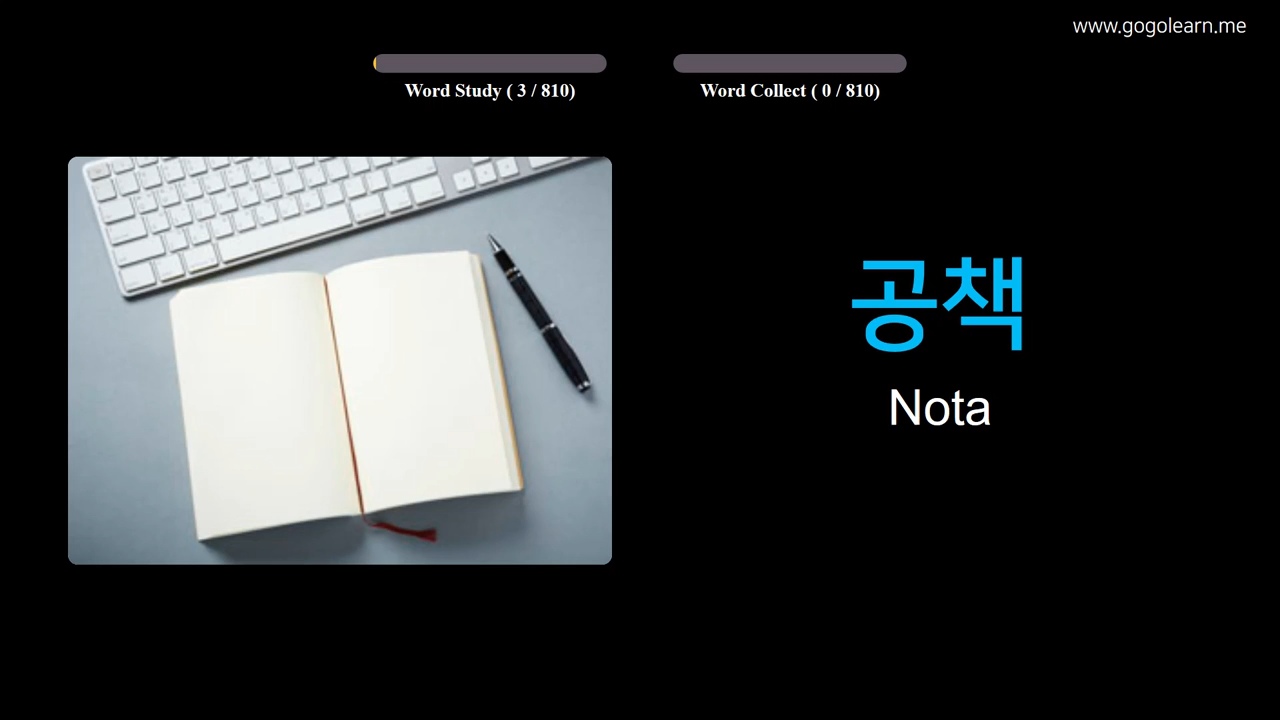 www.gogolearn.me
Word Study ( 3 / 810)
Word Collect ( 0 / 810)
공책
Nota